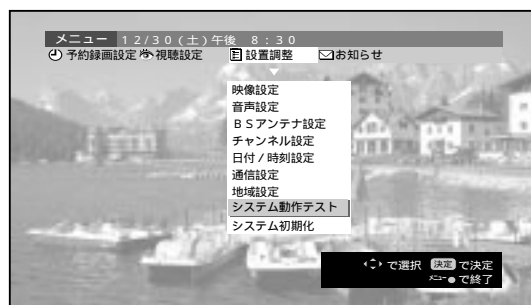 メニュー 12/30(土)午後 8:30
予約録画設定 視聴設定 設置調整 お知らせ
映像設定
音声設定
BSアンテナ設定
チャンネル設定
日付/時刻設定
通信設定
地域設定
システム動作テスト
システム初期化
で選択 決定 で決定
メニュー で終了